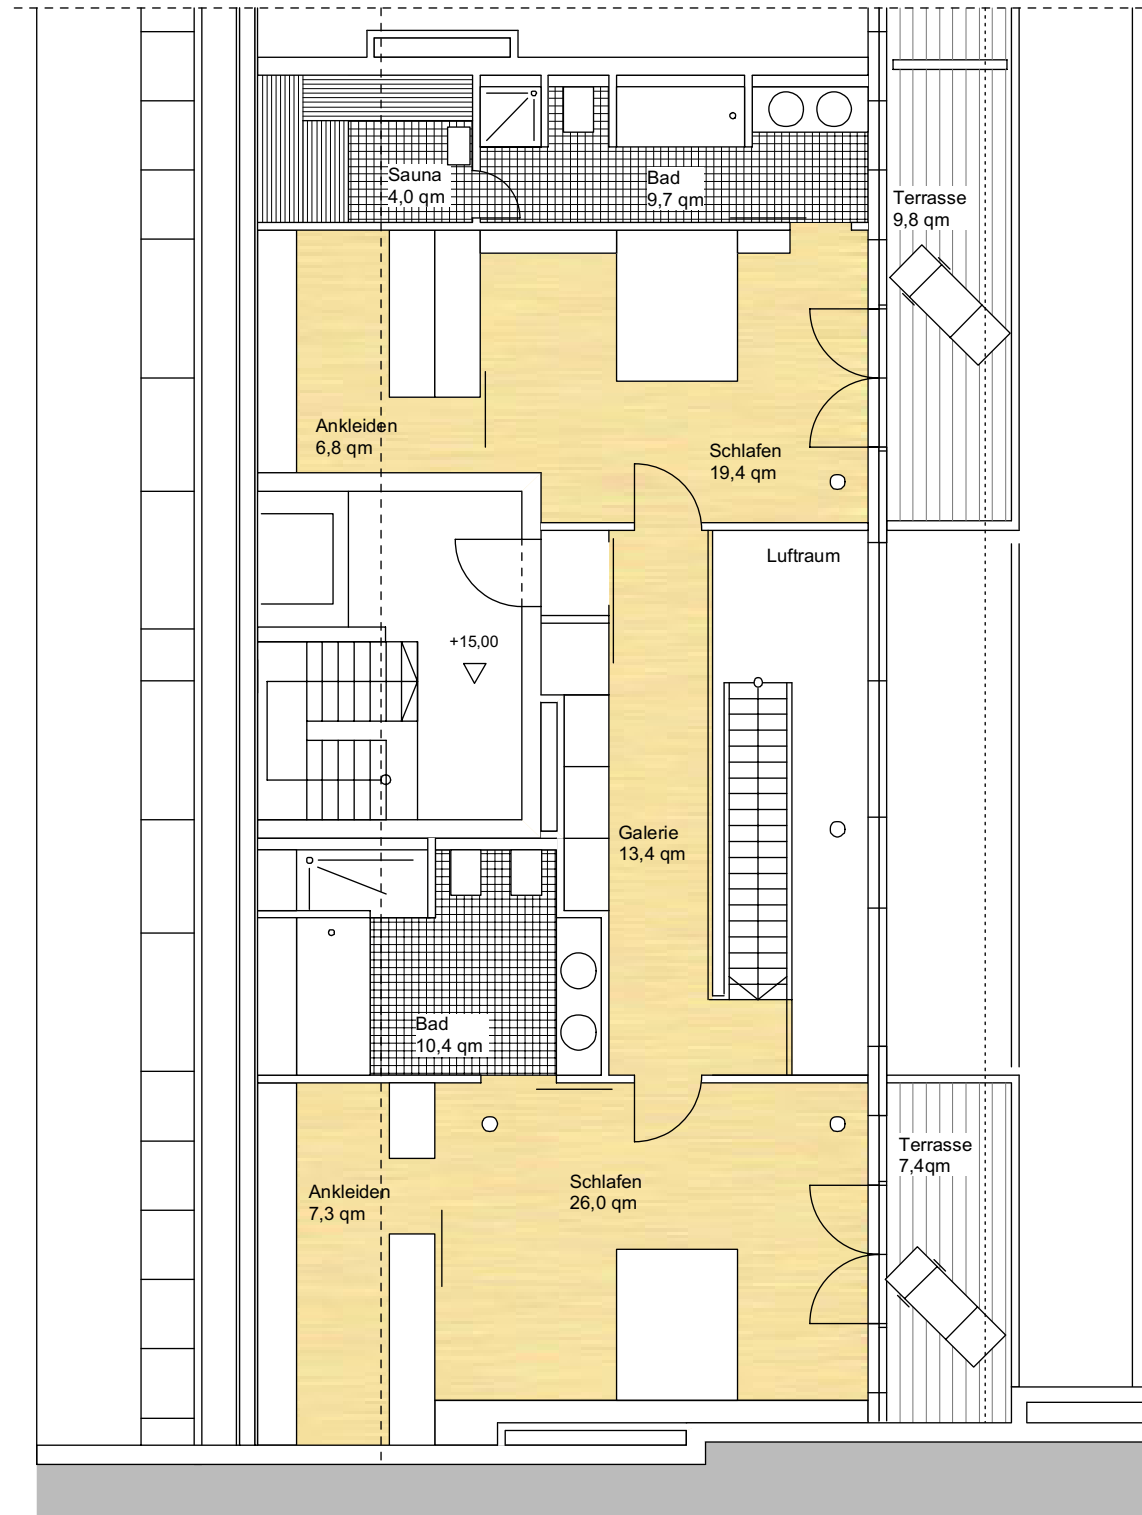 Sauna
4,0 qm
Bad
9,7 qm
Terrasse
9,8 qm
Ankleiden
6,8 qm
Schlafen
19,4 qm
Luftraum
+15,00
Galerie
13,4 qm
Bad
10,4 qm
Terrasse
7,4qm
Ankleiden
7,3 qm
Schlafen
26,0 qm